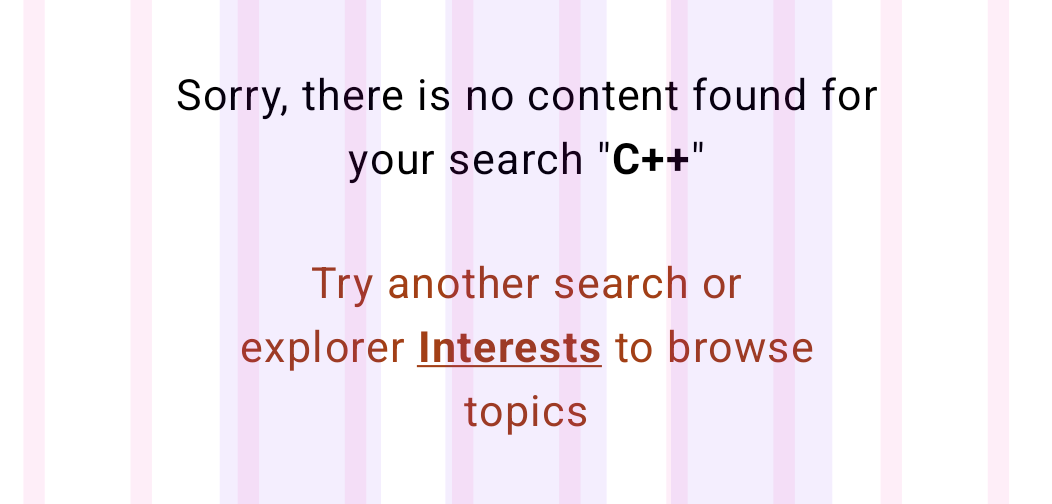 Sorry, there is no content found for
your search "C++"
Try another search or
explorer Interests to browse
topics